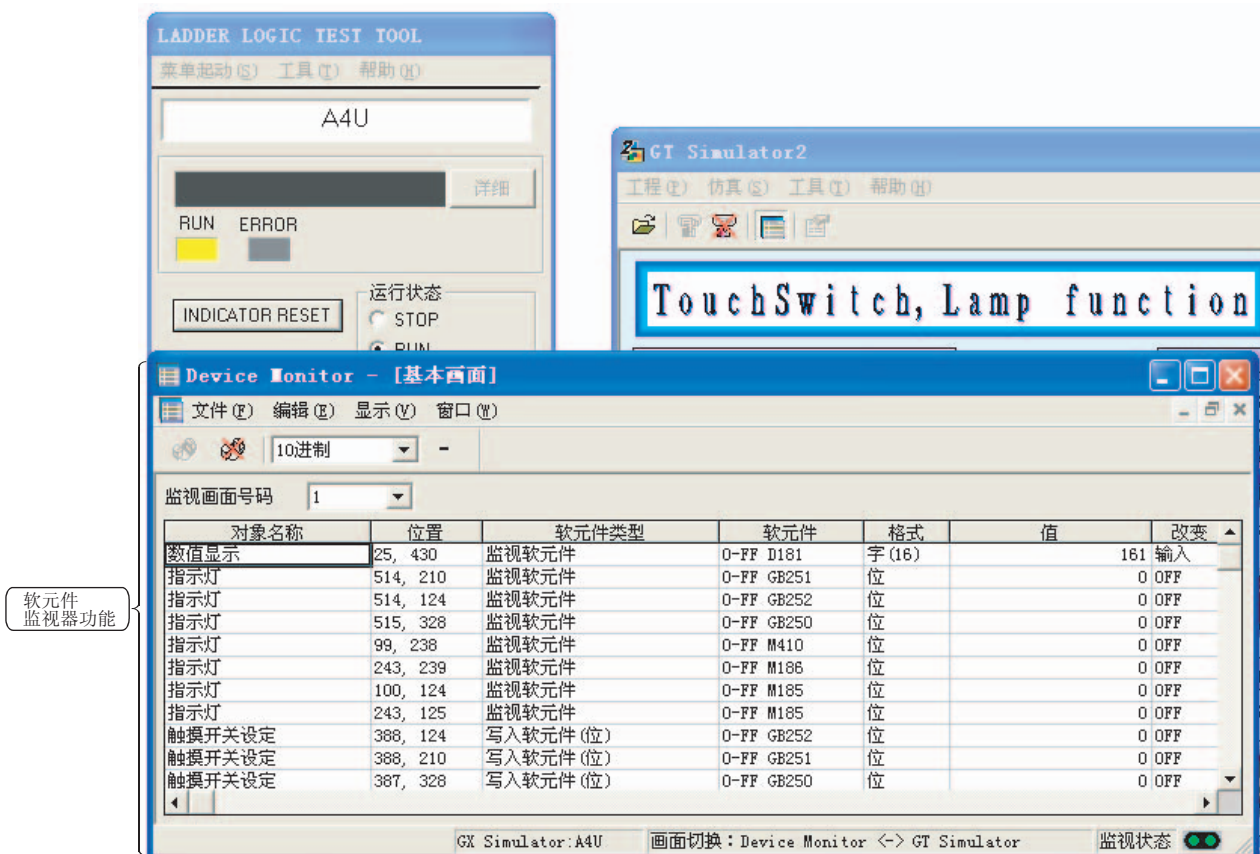 LADDER LOGIC TEST TOOL
菜单起动(S) 工具(T) 帮助(H)
A4U
详细
RUN ERROR
INDICATOR RESET
运行状态
STOP
RUN
GT Simulator2
工程(P) 仿真(S) 工具(T) 帮助(H)
TouchSwitch,Lamp function
Device Monitor - [基本画面]
文件(F) 编辑(E) 显示(V) 窗口(W)
10进制 -
监视画面号码 1
对象名称 位置 软元件类型 软元件 格式 值 改变
数值显示 25, 430 监视软元件 0-FF D181 字(16) 161 输入
指示灯 514, 210 监视软元件 0-FF GB251 位 0 OFF
指示灯 514, 124 监视软元件 0-FF GB252 位 0 OFF
指示灯 515, 328 监视软元件 0-FF GB250 位 0 OFF
指示灯 99, 238 监视软元件 0-FF M410 位 0 OFF
指示灯 243, 239 监视软元件 0-FF M186 位 0 OFF
指示灯 100, 124 监视软元件 0-FF M185 位 0 OFF
指示灯 243, 125 监视软元件 0-FF M185 位 0 OFF
触摸开关设定 388, 124 写入软元件(位) 0-FF GB252 位 0 OFF
触摸开关设定 388, 210 写入软元件(位) 0-FF GB251 位 0 OFF
触摸开关设定 387, 328 写入软元件(位) 0-FF GB250 位 0 OFF
GX Simulator:A4U 画面切换：Device Monitor <-> GT Simulator 监视状态
软元件
监视器功能